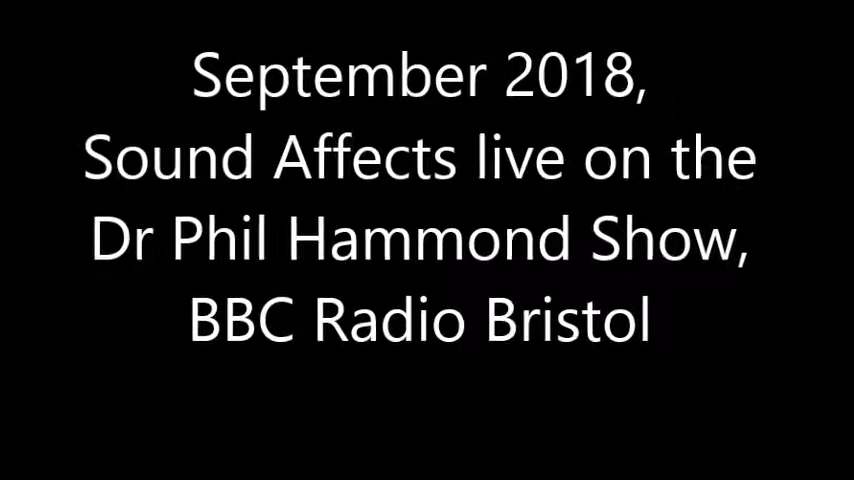 September 2018,
Sound Affects live on the
Dr Phil Hammond Show,
BBC Radio Bristol